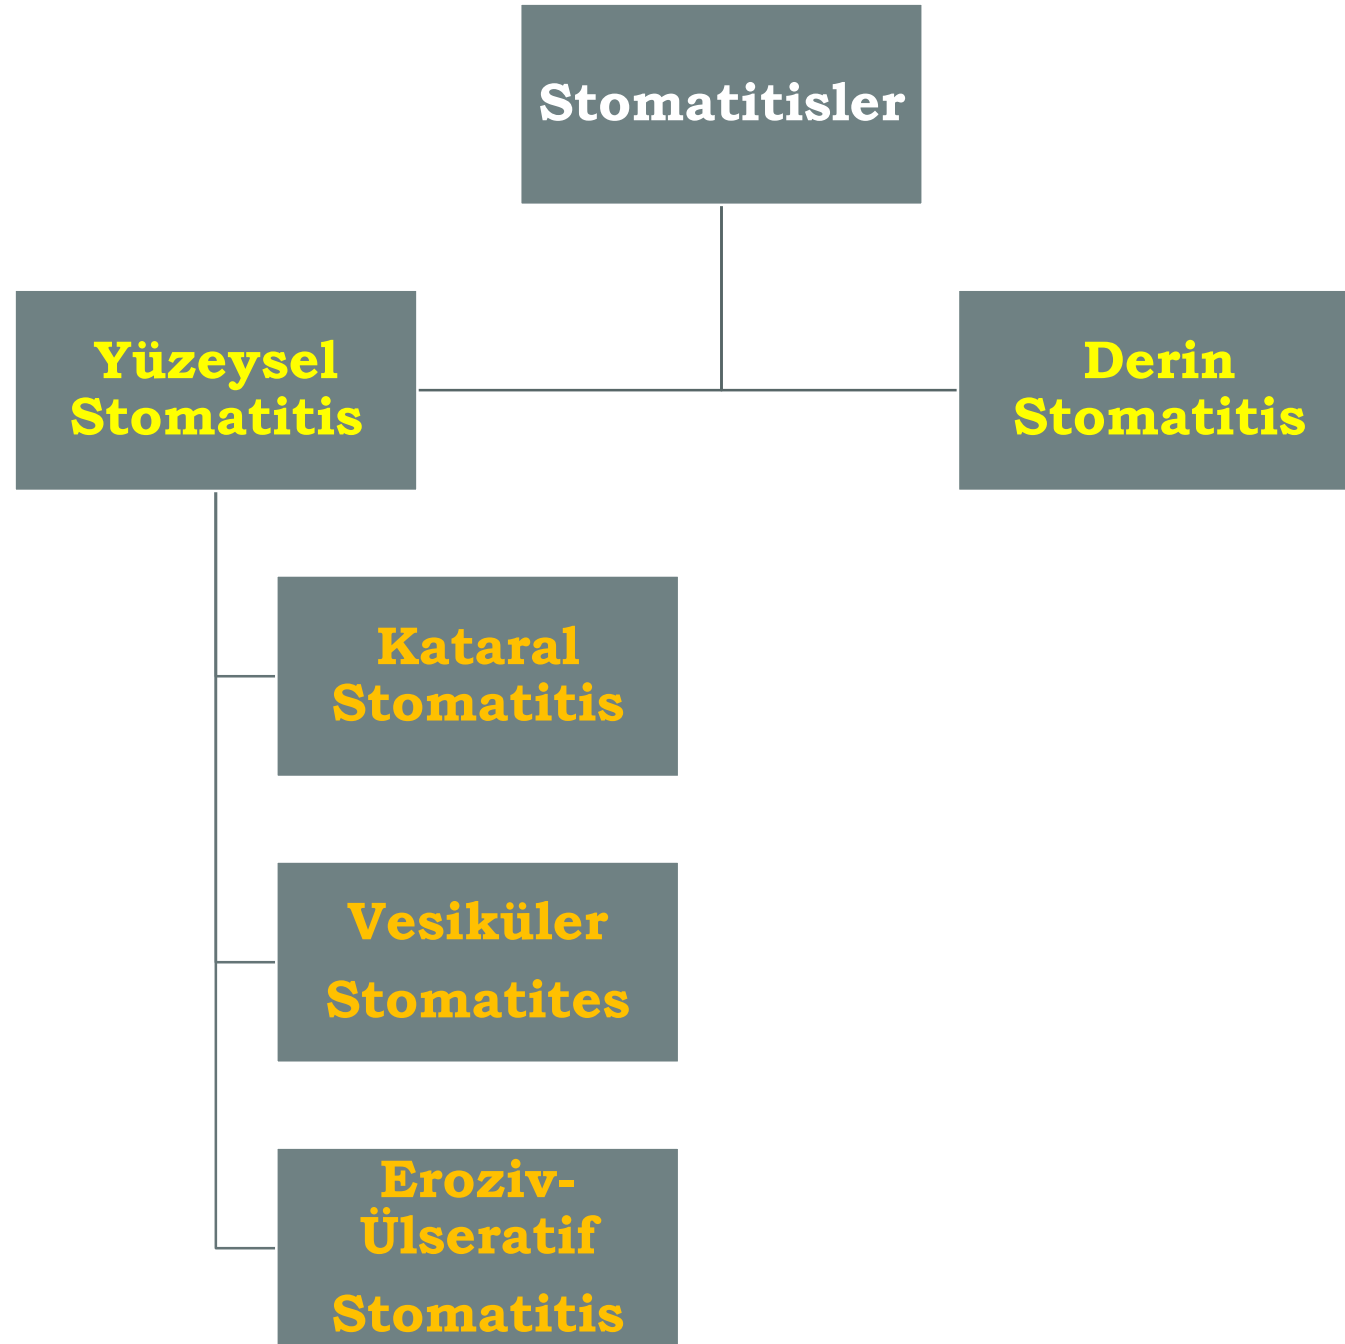 Stomatitisler
Yüzeysel
Stomatitis
Derin
Stomatitis
Kataral
Stomatitis
Vesiküler
Stomatites
Eroziv-
Ülseratif
Stomatitis